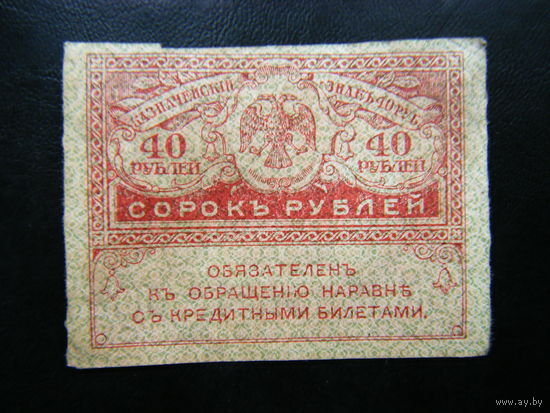 КАЗНАЧЕЙСКІЙ ЗНАКЪ
40 РУБЛЕЙ
40 РУБЛЕЙ
СОРОКЪ РУБЛЕЙ
ОБЯЗАТЕЛЕНЪ
КЪ ОБРАЩЕНІЮ НАРАВНѢ
СЪ КРЕДИТНЫМИ БИЛЕТАМИ.
www.ay.by